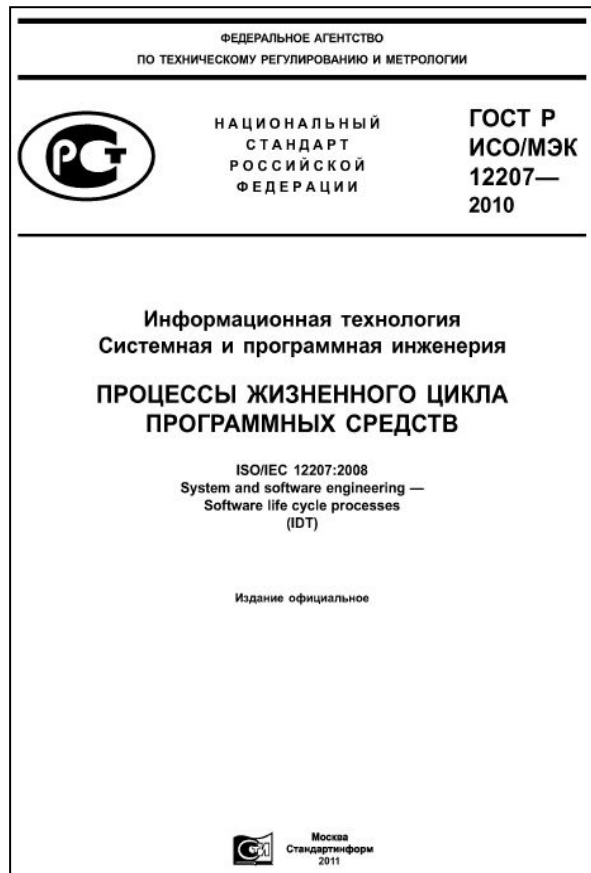 ФЕДЕРАЛЬНОЕ АГЕНТСТВО
ПО ТЕХНИЧЕСКОМУ РЕГУЛИРОВАНИЮ И МЕТРОЛОГИИ
РСТ
НАЦИОНАЛЬНЫЙ
СТАНДАРТ
РОССИЙСКОЙ
ФЕДЕРАЦИИ
ГОСТ Р
ИСО/МЭК
12207—
2010
Информационная технология
Системная и программная инженерия
ПРОЦЕССЫ ЖИЗНЕННОГО ЦИКЛА
ПРОГРАММНЫХ СРЕДСТВ
ISO/IEC 12207:2008
System and software engineering —
Software life cycle processes
(IDT)
Издание официальное
Москва
Стандартинформ
2011